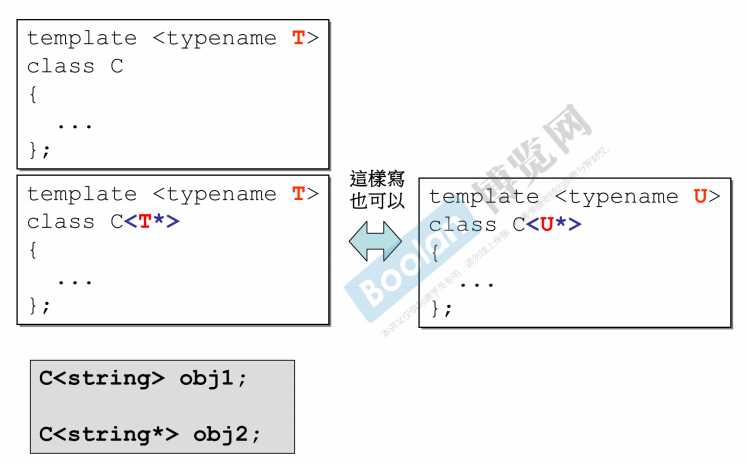 template <typename T>
class C
{
...
};
template <typename T>
class C<T*>
{
...
};
這樣寫
也可以
template <typename U>
class C<U*>
{
...
};
Boolan
博览网
C<string> obj1;
C<string*> obj2;